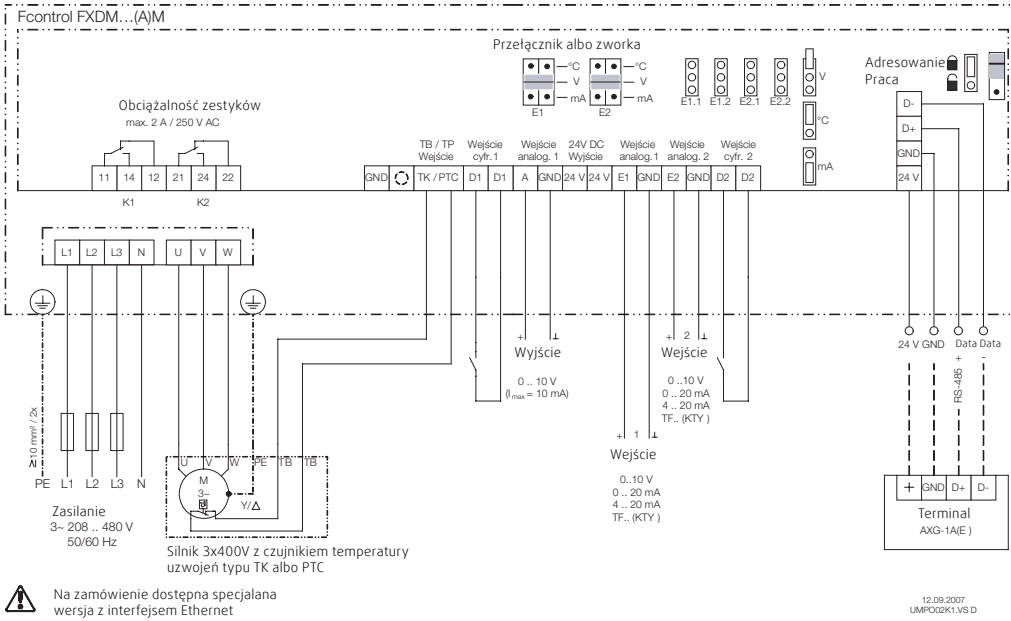 Fcontrol FXDM...(A)M
Przełącznik albo zworka
°C
V
mA
E1
°C
V
mA
E2
E1.1 E1.2 E2.1 E2.2
V
°C
mA
Adresowanie
Praca
Obciążalność zestyków
max. 2 A / 250 V AC
11 14 12 21 24 22
K1 K2
TB / TP
Wejście
Wejście
cyfr.1
Wejście
analog. 1
24V DC
Wyjście
Wejście
analog. 1
Wejście
analog. 2
Wejście
cyfr. 2
GND TK / PTC D1 D1 A GND 24 V 24 V E1 GND E2 GND D2 D2
D-
D+
GND
24 V
L1 L2 L3 N U V W
≥10 mm² / 2x
PE L1 L2 L3 N
Zasilanie
3~ 208 .. 480 V
50/60 Hz
U V W PE TB TB
M
3~
Y/Δ
Silnik 3x400V z czujnikiem temperatury
uzwojeń typu TK albo PTC
+ ⊥
Wyjście
0 .. 10 V
(Imax = 10 mA)
+ 1 ⊥
Wejście
0..10 V
0 .. 20 mA
4 .. 20 mA
TF.. (KTY )
+ 2 ⊥
Wejście
0 ..10 V
0 .. 20 mA
4 .. 20 mA
TF.. (KTY )
24 V GND Data Data
+ -
RS-485
+ GND D+ D-
Terminal
AXG-1A(E )
Na zamówienie dostępna specjalana
wersja z interfejsem Ethernet
12.09.2007
UMPO02K1.VS D